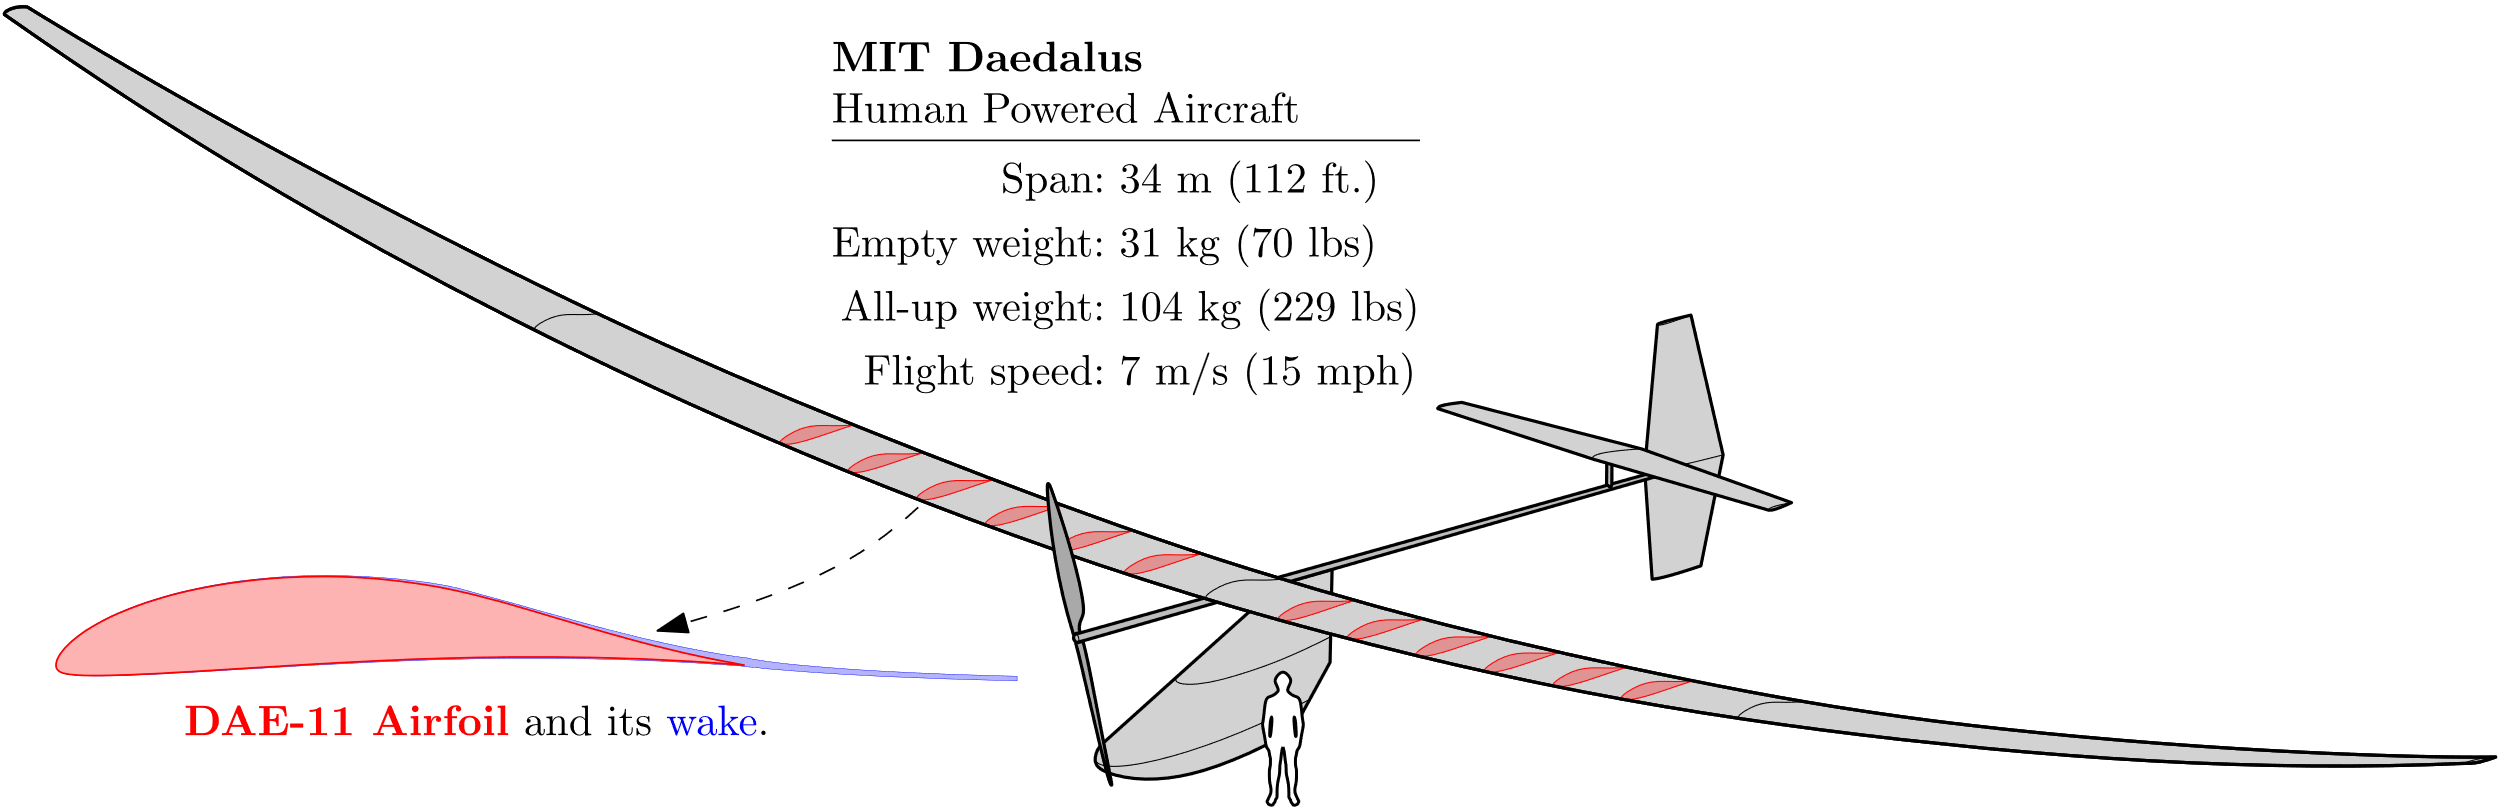 MIT Daedalus
Human Powered Aircraft
Span: 34 m (112 ft.)
Empty weight: 31 kg (70 lbs)
All-up weight: 104 kg (229 lbs)
Flight speed: 7 m/s (15 mph)
DAE-11 Airfoil and its wake.